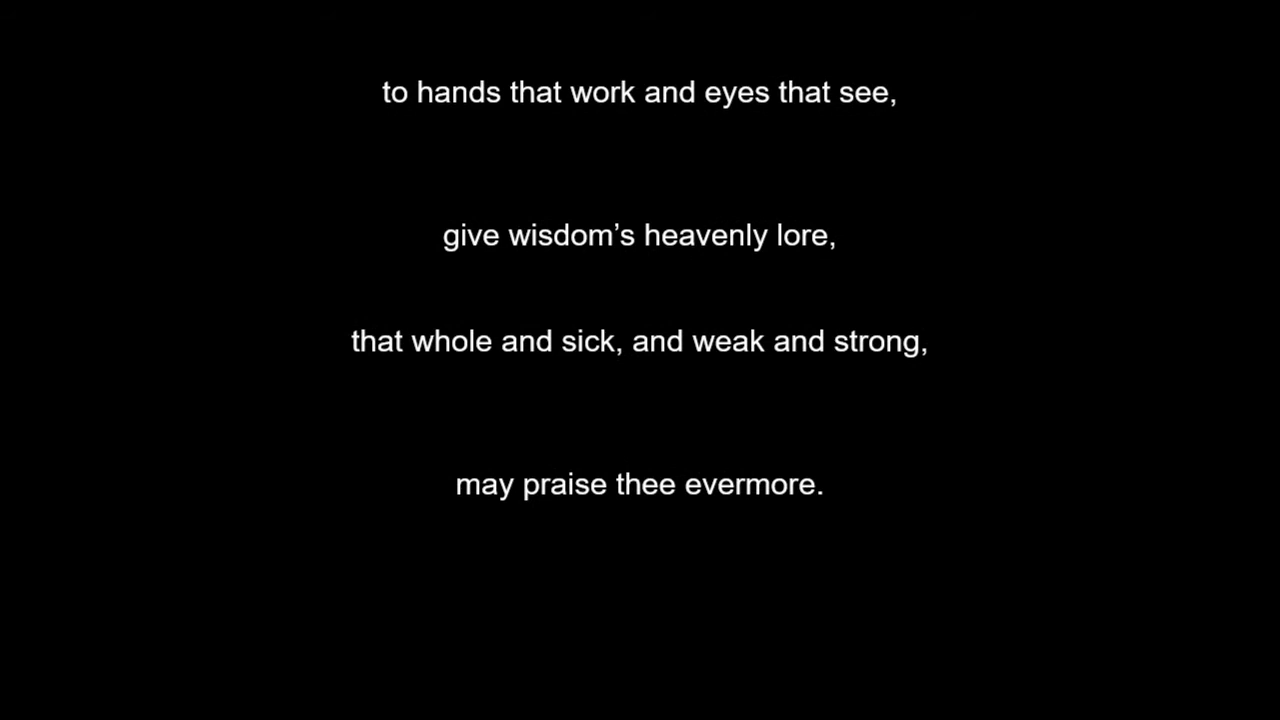 to hands that work and eyes that see,
give wisdom’s heavenly lore,
that whole and sick, and weak and strong,
may praise thee evermore.